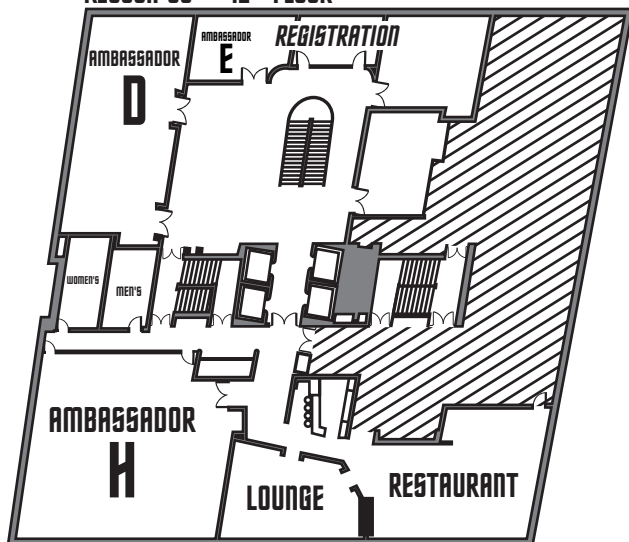 AMBASSADOR
D
AMBASSADOR
E
REGISTRATION
WOMEN'S
MEN'S
AMBASSADOR
H
LOUNGE
RESTAURANT